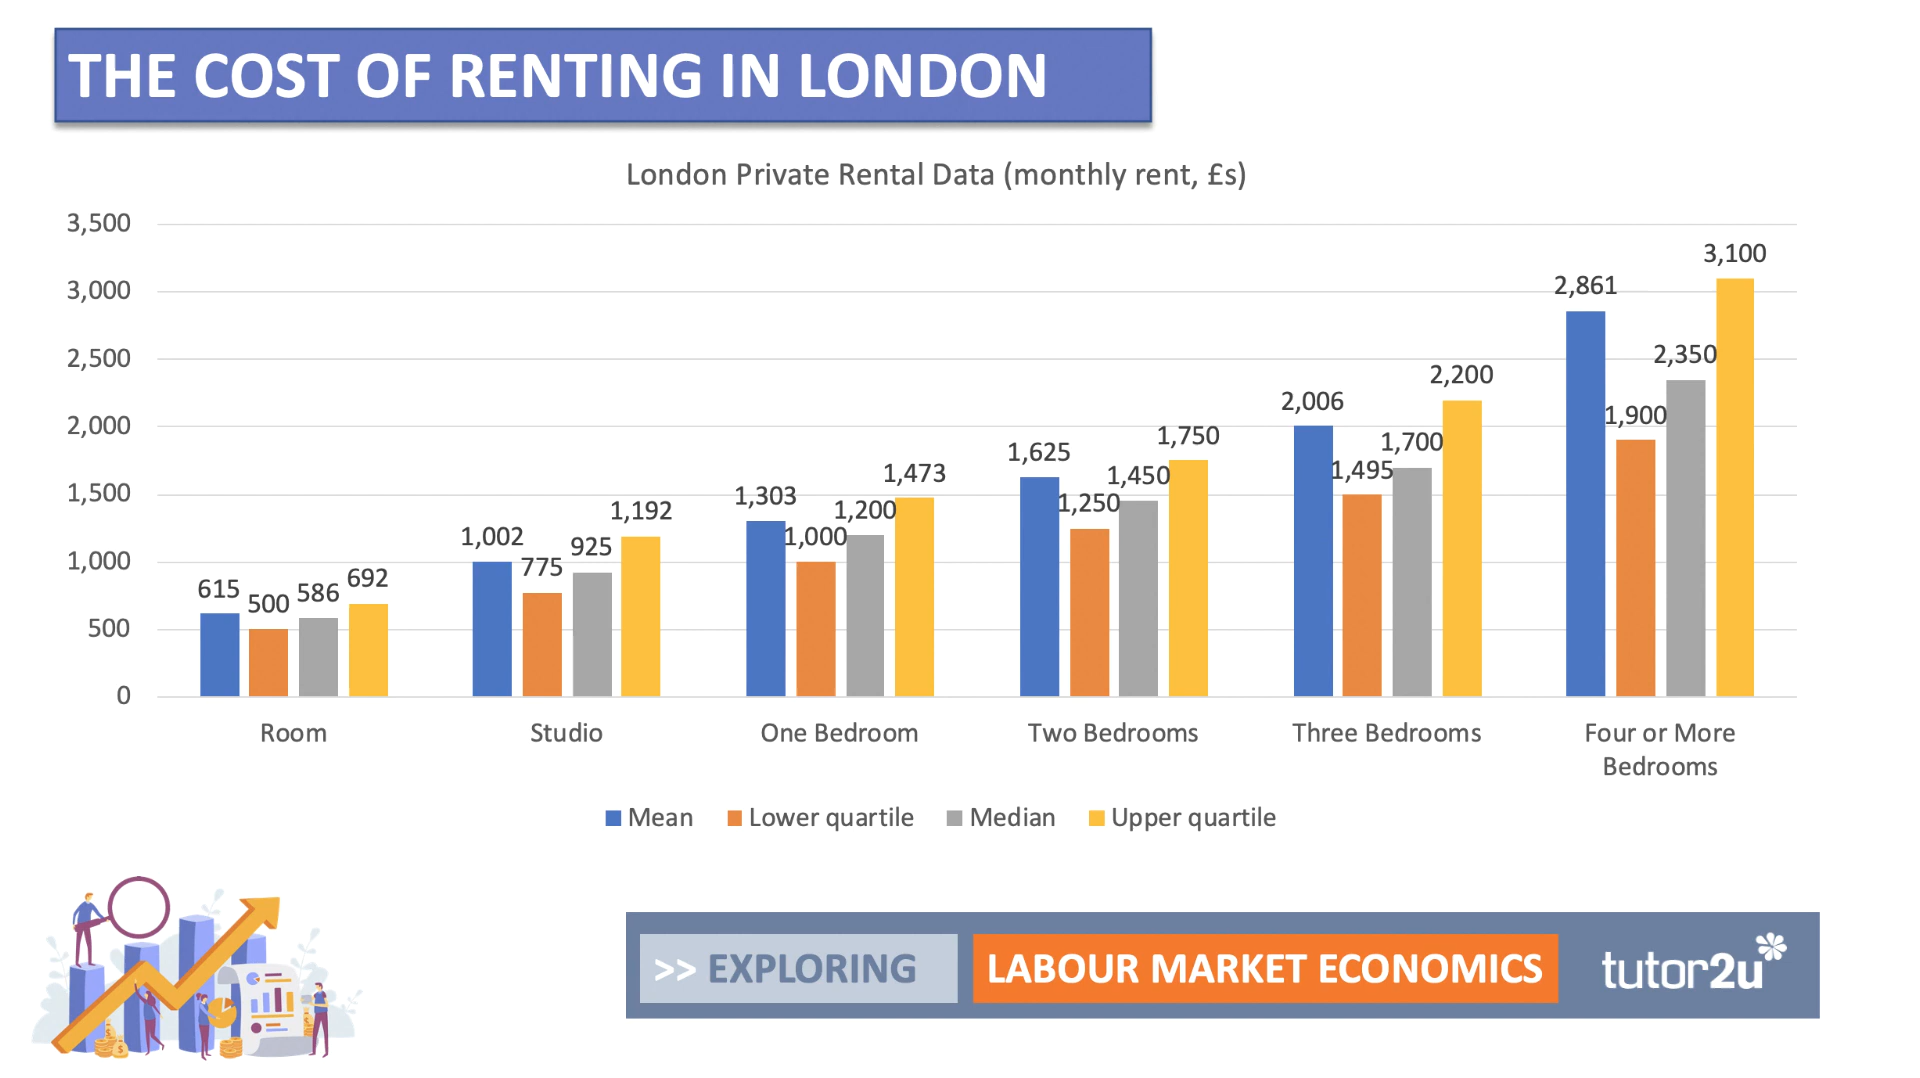 THE COST OF RENTING IN LONDON
London Private Rental Data (monthly rent, £s)
3,500
3,000
2,500
2,000
1,500
1,000
500
0
615 500 586 692
1,002 775 925 1,192
1,303 1,000 1,200 1,473
1,625 1,250 1,450 1,750
2,006 1,495 1,700 2,200
2,861 1,900 2,350 3,100
Room Studio One Bedroom Two Bedrooms Three Bedrooms Four or More
Bedrooms
Mean Lower quartile Median Upper quartile
>> EXPLORING LABOUR MARKET ECONOMICS tutor2u